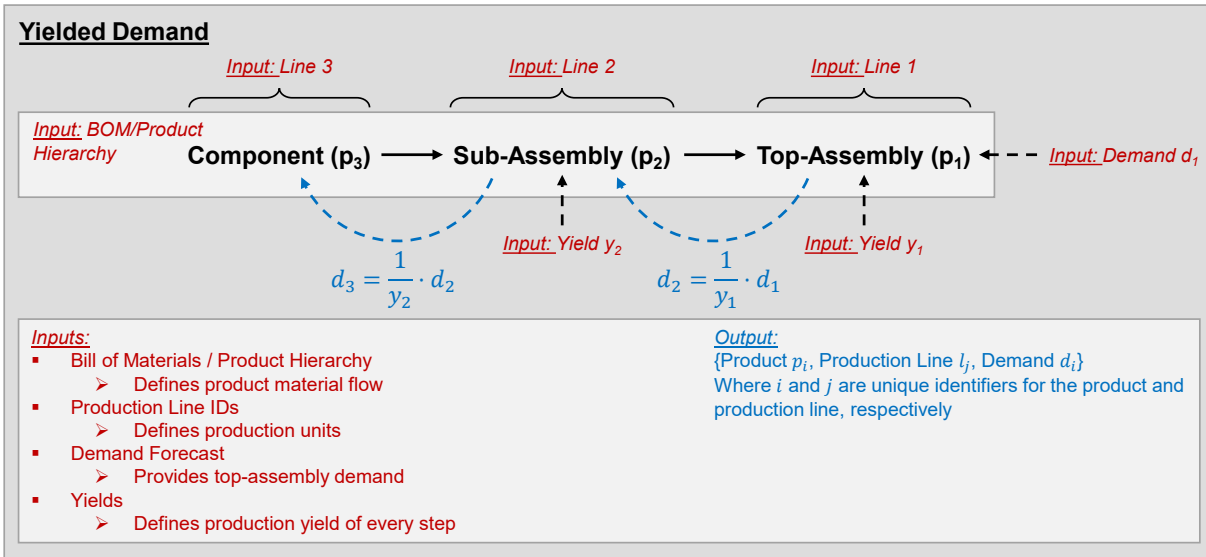 Yielded Demand
Input: Line 3
Input: Line 2
Input: Line 1
Input: BOM/Product
Hierarchy
Component (p₃)
Sub-Assembly (p₂)
Top-Assembly (p₁)
Input: Demand d₁
Input: Yield y₂
Input: Yield y₁
d₃ = 1/y₂ · d₂
d₂ = 1/y₁ · d₁
Inputs:
▪ Bill of Materials / Product Hierarchy
➢ Defines product material flow
▪ Production Line IDs
➢ Defines production units
▪ Demand Forecast
➢ Provides top-assembly demand
▪ Yields
➢ Defines production yield of every step
Output:
{Product pᵢ, Production Line lⱼ, Demand dᵢ}
Where i and j are unique identifiers for the product and
production line, respectively